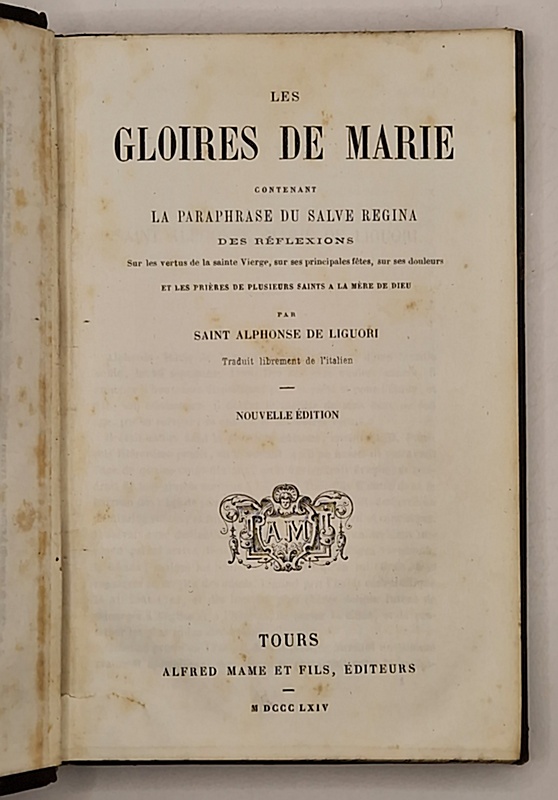 LES
GLOIRES DE MARIE
CONTENANT
LA PARAPHRASE DU SALVE REGINA
DES RÉFLEXIONS
Sur les vertus de la sainte Vierge, sur ses principales fêtes, sur ses douleurs
ET LES PRIÈRES DE PLUSIEURS SAINTS A LA MÈRE DE DIEU
PAR
SAINT ALPHONSE DE LIGUORI
Traduit librement de l'italien
NOUVELLE ÉDITION
AM
TOURS
ALFRED MAME ET FILS, ÉDITEURS
M DCCC LXIV